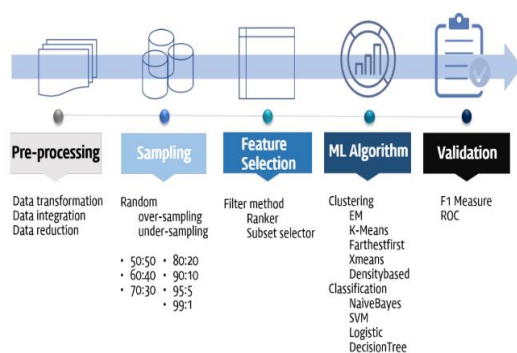 Pre-processing
Data transformation
Data integration
Data reduction
Sampling
Random
over-sampling
under-sampling
• 50:50 • 80:20
• 60:40 • 90:10
• 70:30 • 95:5
• 99:1
Feature
Selection
Filter method
Ranker
Subset selector
ML Algorithm
Clustering
EM
K-Means
Farthestfirst
Xmeans
Densitybased
Classification
NaiveBayes
SVM
Logistic
DecisionTree
Validation
F1 Measure
ROC